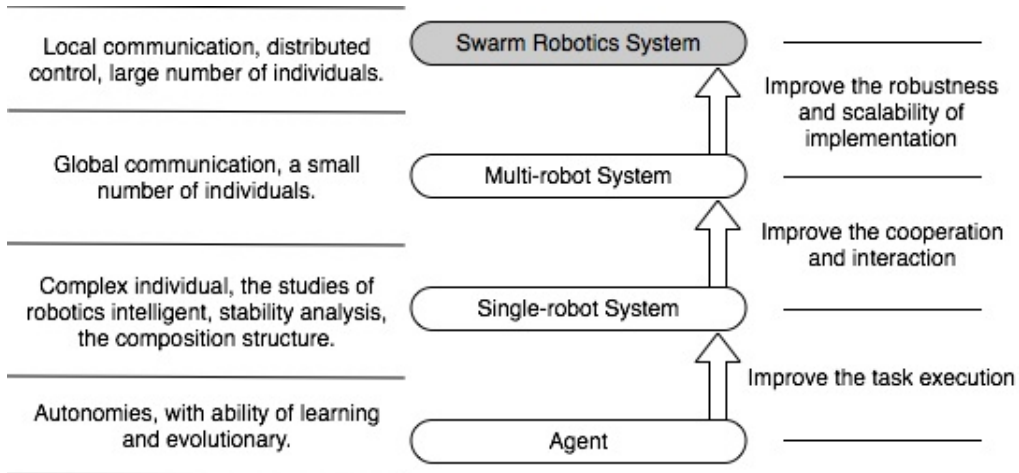 Local communication, distributed
control, large number of individuals.
Swarm Robotics System
Improve the robustness
and scalability of
implementation
Global communication, a small
number of individuals.
Multi-robot System
Improve the cooperation
and interaction
Complex individual, the studies of
robotics intelligent, stability analysis,
the composition structure.
Single-robot System
Improve the task execution
Autonomies, with ability of learning
and evolutionary.
Agent